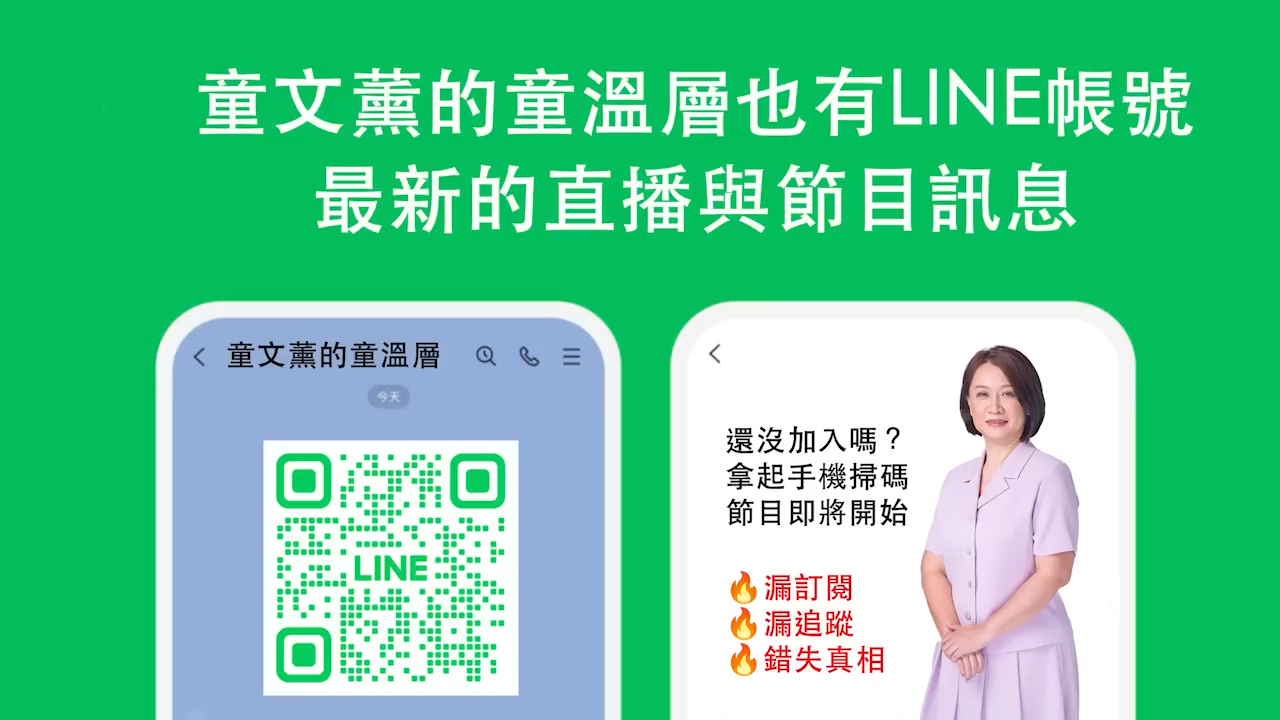 童文薰的童溫層也有LINE帳號
最新的直播與節目訊息
童文薰的童溫層
今天
LINE
還沒加入嗎？
拿起手機掃碼
節目即將開始
🔥漏訂閱
🔥漏追蹤
🔥錯失真相